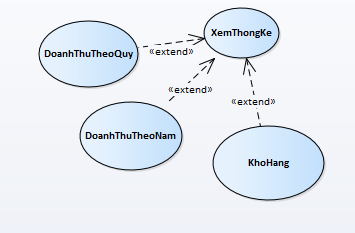 XemThongKe
DoanhThuTheoQuy
«extend»
«extend»
«extend»
DoanhThuTheoNam
KhoHang